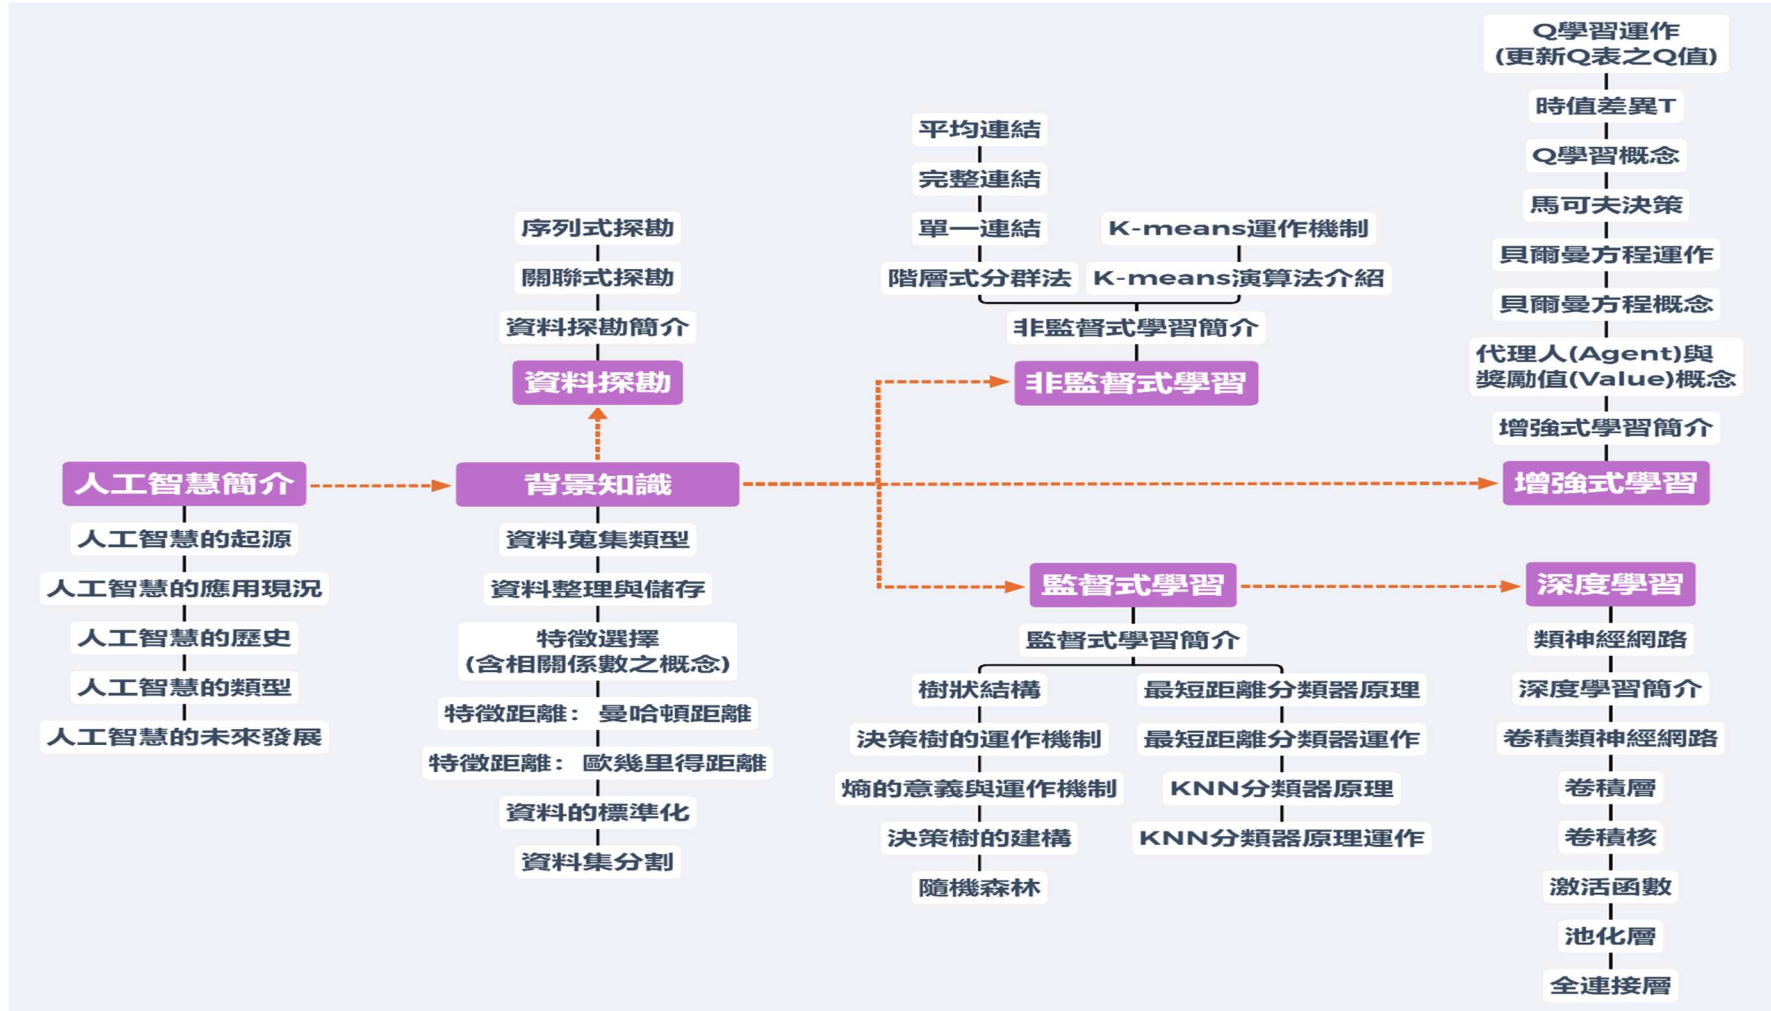 人工智慧簡介
人工智慧的起源
人工智慧的應用現況
人工智慧的歷史
人工智慧的類型
人工智慧的未來發展
序列式探勘
關聯式探勘
資料探勘簡介
資料探勘
背景知識
資料蒐集類型
資料整理與儲存
特徵選擇
(含相關係數之概念)
特徵距離：曼哈頓距離
特徵距離：歐幾里得距離
資料的標準化
資料集分割
平均連結
完整連結
單一連結
階層式分群法
K-means運作機制
K-means演算法介紹
非監督式學習簡介
非監督式學習
監督式學習
監督式學習簡介
樹狀結構
決策樹的運作機制
熵的意義與運作機制
決策樹的建構
隨機森林
最短距離分類器原理
最短距離分類器運作
KNN分類器原理
KNN分類器原理運作
Q學習運作
(更新Q表之Q值)
時值差異T
Q學習概念
馬可夫決策
貝爾曼方程運作
貝爾曼方程概念
代理人(Agent)與
獎勵值(Value)概念
增強式學習簡介
增強式學習
深度學習
類神經網路
深度學習簡介
卷積類神經網路
卷積層
卷積核
激活函數
池化層
全連接層